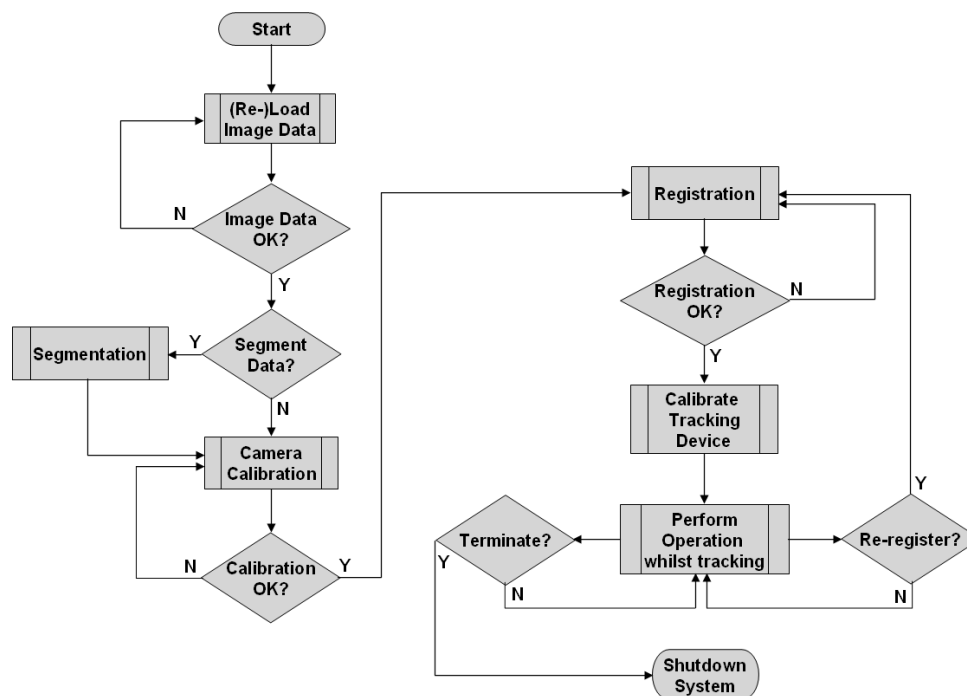 Start
(Re-)Load
Image Data
N
Image Data
OK?
Y
Segmentation
Y
Segment
Data?
N
Camera
Calibration
N
Calibration
OK?
Y
Registration
Registration
OK?
N
Y
Calibrate
Tracking
Device
Y
Terminate?
Y
N
Perform
Operation
whilst tracking
Re-register?
N
Shutdown
System